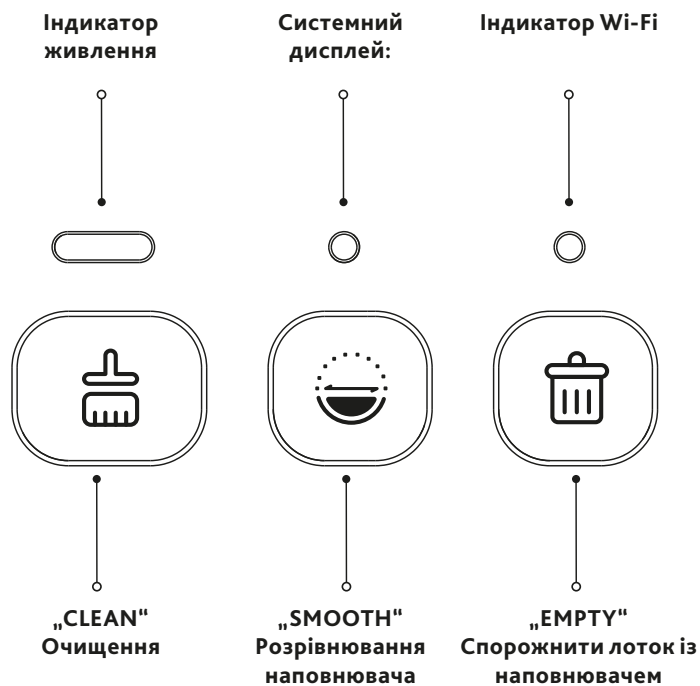 Індикатор
живлення
Системний
дисплей:
Індикатор Wi-Fi
„CLEAN“
Очищення
„SMOOTH“
Розрівнювання
наповнювача
„EMPTY“
Спорожнити лоток із
наповнювачем